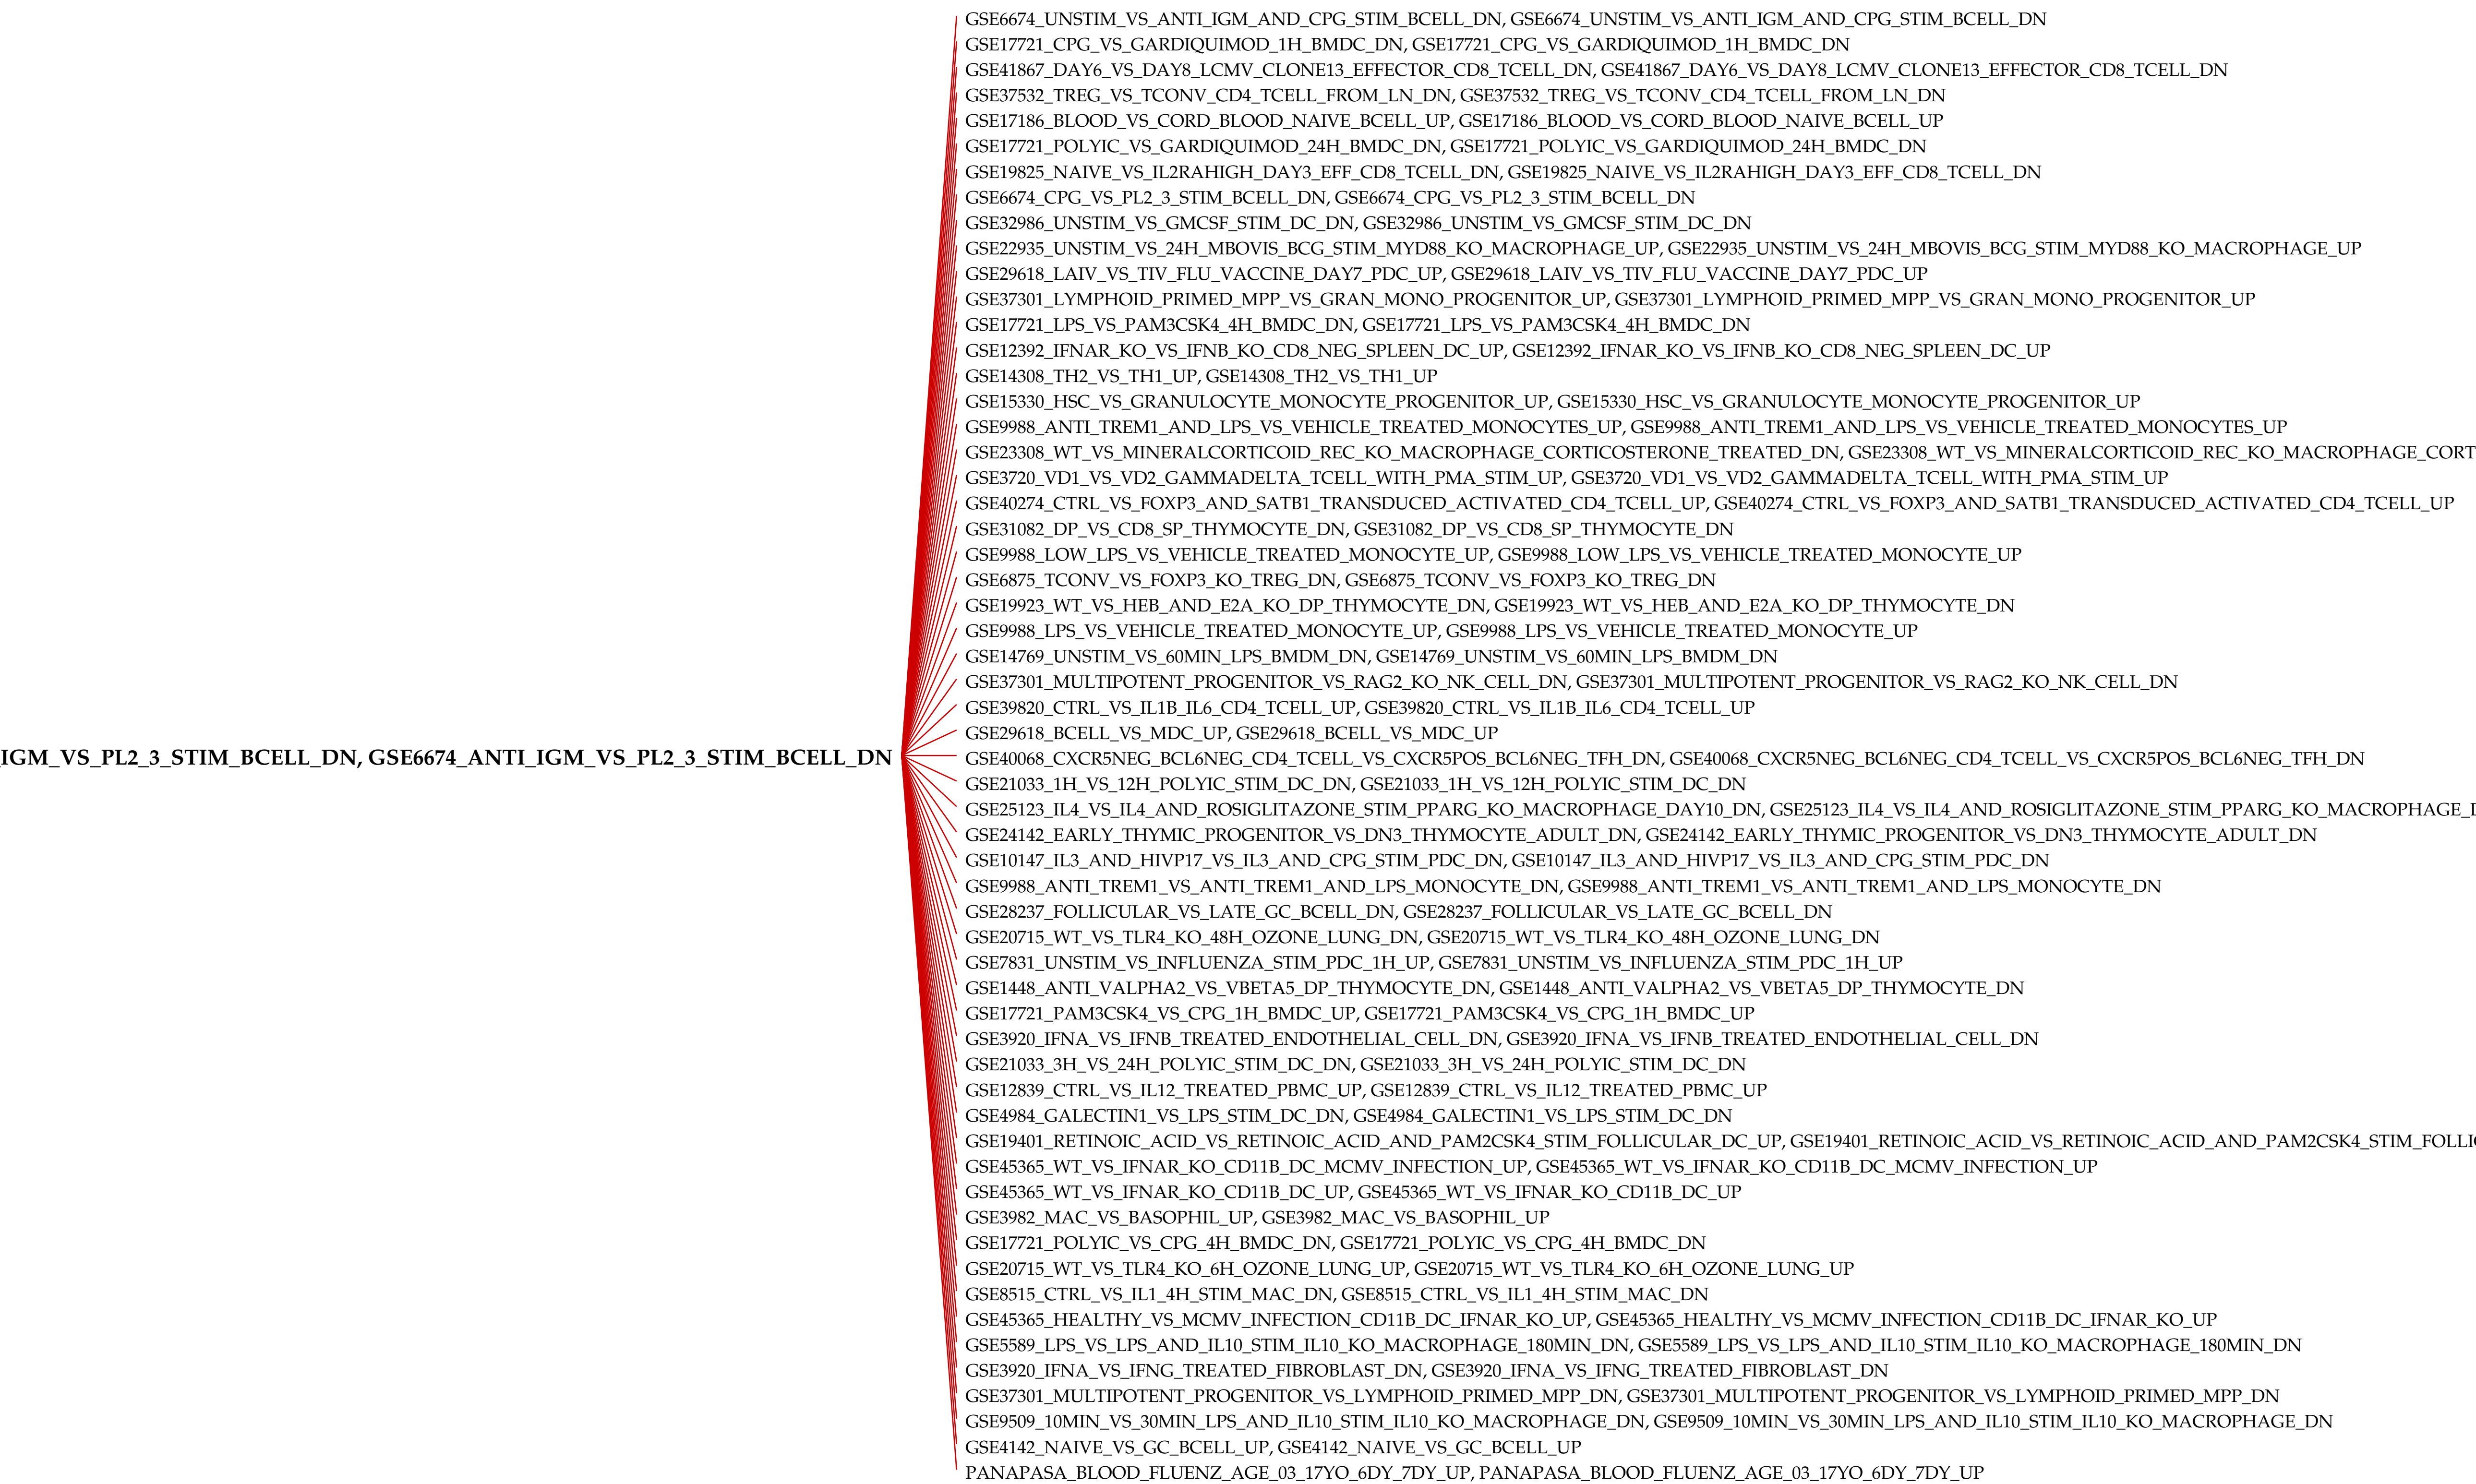 GSE6674_UNSTIM_VS_ANTI_IGM_AND_CPG_STIM_BCELL_DN, GSE6674_UNSTIM_VS_ANTI_IGM_AND_CPG_STIM_BCELL_DN
GSE17721_CPG_VS_GARDIQUIMOD_1H_BMDC_DN, GSE17721_CPG_VS_GARDIQUIMOD_1H_BMDC_DN
GSE41867_DAY6_VS_DAY8_LCMV_CLONE13_EFFECTOR_CD8_TCELL_DN, GSE41867_DAY6_VS_DAY8_LCMV_CLONE13_EFFECTOR_CD8_TCELL_DN
GSE37532_TREG_VS_TCONV_CD4_TCELL_FROM_LN_DN, GSE37532_TREG_VS_TCONV_CD4_TCELL_FROM_LN_DN
GSE17186_BLOOD_VS_CORD_BLOOD_NAIVE_BCELL_UP, GSE17186_BLOOD_VS_CORD_BLOOD_NAIVE_BCELL_UP
GSE17721_POLYIC_VS_GARDIQUIMOD_24H_BMDC_DN, GSE17721_POLYIC_VS_GARDIQUIMOD_24H_BMDC_DN
GSE19825_NAIVE_VS_IL2RAHIGH_DAY3_EFF_CD8_TCELL_DN, GSE19825_NAIVE_VS_IL2RAHIGH_DAY3_EFF_CD8_TCELL_DN
GSE6674_CPG_VS_PL2_3_STIM_BCELL_DN, GSE6674_CPG_VS_PL2_3_STIM_BCELL_DN
GSE32986_UNSTIM_VS_GMCSF_STIM_DC_DN, GSE32986_UNSTIM_VS_GMCSF_STIM_DC_DN
GSE22935_UNSTIM_VS_24H_MBOVIS_BCG_STIM_MYD88_KO_MACROPHAGE_UP, GSE22935_UNSTIM_VS_24H_MBOVIS_BCG_STIM_MYD88_KO_MACROPHAGE_UP
GSE29618_LAIV_VS_TIV_FLU_VACCINE_DAY7_PDC_UP, GSE29618_LAIV_VS_TIV_FLU_VACCINE_DAY7_PDC_UP
GSE37301_LYMPHOID_PRIMED_MPP_VS_GRAN_MONO_PROGENITOR_UP, GSE37301_LYMPHOID_PRIMED_MPP_VS_GRAN_MONO_PROGENITOR_UP
GSE17721_LPS_VS_PAM3CSK4_4H_BMDC_DN, GSE17721_LPS_VS_PAM3CSK4_4H_BMDC_DN
GSE12392_IFNAR_KO_VS_IFNB_KO_CD8_NEG_SPLEEN_DC_UP, GSE12392_IFNAR_KO_VS_IFNB_KO_CD8_NEG_SPLEEN_DC_UP
GSE14308_TH2_VS_TH1_UP, GSE14308_TH2_VS_TH1_UP
GSE15330_HSC_VS_GRANULOCYTE_MONOCYTE_PROGENITOR_UP, GSE15330_HSC_VS_GRANULOCYTE_MONOCYTE_PROGENITOR_UP
GSE9988_ANTI_TREM1_AND_LPS_VS_VEHICLE_TREATED_MONOCYTES_UP, GSE9988_ANTI_TREM1_AND_LPS_VS_VEHICLE_TREATED_MONOCYTES_UP
GSE23308_WT_VS_MINERALCORTICOID_REC_KO_MACROPHAGE_CORTICOSTERONE_TREATED_DN, GSE23308_WT_VS_MINERALCORTICOID_REC_KO_MACROPHAGE_CORT
GSE3720_VD1_VS_VD2_GAMMADELTA_TCELL_WITH_PMA_STIM_UP, GSE3720_VD1_VS_VD2_GAMMADELTA_TCELL_WITH_PMA_STIM_UP
GSE40274_CTRL_VS_FOXP3_AND_SATB1_TRANSDUCED_ACTIVATED_CD4_TCELL_UP, GSE40274_CTRL_VS_FOXP3_AND_SATB1_TRANSDUCED_ACTIVATED_CD4_TCELL_UP
GSE31082_DP_VS_CD8_SP_THYMOCYTE_DN, GSE31082_DP_VS_CD8_SP_THYMOCYTE_DN
GSE9988_LOW_LPS_VS_VEHICLE_TREATED_MONOCYTE_UP, GSE9988_LOW_LPS_VS_VEHICLE_TREATED_MONOCYTE_UP
GSE6875_TCONV_VS_FOXP3_KO_TREG_DN, GSE6875_TCONV_VS_FOXP3_KO_TREG_DN
GSE19923_WT_VS_HEB_AND_E2A_KO_DP_THYMOCYTE_DN, GSE19923_WT_VS_HEB_AND_E2A_KO_DP_THYMOCYTE_DN
GSE9988_LPS_VS_VEHICLE_TREATED_MONOCYTE_UP, GSE9988_LPS_VS_VEHICLE_TREATED_MONOCYTE_UP
GSE14769_UNSTIM_VS_60MIN_LPS_BMDM_DN, GSE14769_UNSTIM_VS_60MIN_LPS_BMDM_DN
GSE37301_MULTIPOTENT_PROGENITOR_VS_RAG2_KO_NK_CELL_DN, GSE37301_MULTIPOTENT_PROGENITOR_VS_RAG2_KO_NK_CELL_DN
GSE39820_CTRL_VS_IL1B_IL6_CD4_TCELL_UP, GSE39820_CTRL_VS_IL1B_IL6_CD4_TCELL_UP
GSE29618_BCELL_VS_MDC_UP, GSE29618_BCELL_VS_MDC_UP
IGM_VS_PL2_3_STIM_BCELL_DN, GSE6674_ANTI_IGM_VS_PL2_3_STIM_BCELL_DN
GSE40068_CXCR5NEG_BCL6NEG_CD4_TCELL_VS_CXCR5POS_BCL6NEG_TFH_DN, GSE40068_CXCR5NEG_BCL6NEG_CD4_TCELL_VS_CXCR5POS_BCL6NEG_TFH_DN
GSE21033_1H_VS_12H_POLYIC_STIM_DC_DN, GSE21033_1H_VS_12H_POLYIC_STIM_DC_DN
GSE25123_IL4_VS_IL4_AND_ROSIGLITAZONE_STIM_PPARG_KO_MACROPHAGE_DAY10_DN, GSE25123_IL4_VS_IL4_AND_ROSIGLITAZONE_STIM_PPARG_KO_MACROPHAGE_
GSE24142_EARLY_THYMIC_PROGENITOR_VS_DN3_THYMOCYTE_ADULT_DN, GSE24142_EARLY_THYMIC_PROGENITOR_VS_DN3_THYMOCYTE_ADULT_DN
GSE10147_IL3_AND_HIVP17_VS_IL3_AND_CPG_STIM_PDC_DN, GSE10147_IL3_AND_HIVP17_VS_IL3_AND_CPG_STIM_PDC_DN
GSE9988_ANTI_TREM1_VS_ANTI_TREM1_AND_LPS_MONOCYTE_DN, GSE9988_ANTI_TREM1_VS_ANTI_TREM1_AND_LPS_MONOCYTE_DN
GSE28237_FOLLICULAR_VS_LATE_GC_BCELL_DN, GSE28237_FOLLICULAR_VS_LATE_GC_BCELL_DN
GSE20715_WT_VS_TLR4_KO_48H_OZONE_LUNG_DN, GSE20715_WT_VS_TLR4_KO_48H_OZONE_LUNG_DN
GSE7831_UNSTIM_VS_INFLUENZA_STIM_PDC_1H_UP, GSE7831_UNSTIM_VS_INFLUENZA_STIM_PDC_1H_UP
GSE1448_ANTI_VALPHA2_VS_VBETA5_DP_THYMOCYTE_DN, GSE1448_ANTI_VALPHA2_VS_VBETA5_DP_THYMOCYTE_DN
GSE17721_PAM3CSK4_VS_CPG_1H_BMDC_UP, GSE17721_PAM3CSK4_VS_CPG_1H_BMDC_UP
GSE3920_IFNA_VS_IFNB_TREATED_ENDOTHELIAL_CELL_DN, GSE3920_IFNA_VS_IFNB_TREATED_ENDOTHELIAL_CELL_DN
GSE21033_3H_VS_24H_POLYIC_STIM_DC_DN, GSE21033_3H_VS_24H_POLYIC_STIM_DC_DN
GSE12839_CTRL_VS_IL12_TREATED_PBMC_UP, GSE12839_CTRL_VS_IL12_TREATED_PBMC_UP
GSE4984_GALECTIN1_VS_LPS_STIM_DC_DN, GSE4984_GALECTIN1_VS_LPS_STIM_DC_DN
GSE19401_RETINOIC_ACID_VS_RETINOIC_ACID_AND_PAM2CSK4_STIM_FOLLICULAR_DC_UP, GSE19401_RETINOIC_ACID_VS_RETINOIC_ACID_AND_PAM2CSK4_STIM_FOLLI
GSE45365_WT_VS_IFNAR_KO_CD11B_DC_MCMV_INFECTION_UP, GSE45365_WT_VS_IFNAR_KO_CD11B_DC_MCMV_INFECTION_UP
GSE45365_WT_VS_IFNAR_KO_CD11B_DC_UP, GSE45365_WT_VS_IFNAR_KO_CD11B_DC_UP
GSE3982_MAC_VS_BASOPHIL_UP, GSE3982_MAC_VS_BASOPHIL_UP
GSE17721_POLYIC_VS_CPG_4H_BMDC_DN, GSE17721_POLYIC_VS_CPG_4H_BMDC_DN
GSE20715_WT_VS_TLR4_KO_6H_OZONE_LUNG_UP, GSE20715_WT_VS_TLR4_KO_6H_OZONE_LUNG_UP
GSE8515_CTRL_VS_IL1_4H_STIM_MAC_DN, GSE8515_CTRL_VS_IL1_4H_STIM_MAC_DN
GSE45365_HEALTHY_VS_MCMV_INFECTION_CD11B_DC_IFNAR_KO_UP, GSE45365_HEALTHY_VS_MCMV_INFECTION_CD11B_DC_IFNAR_KO_UP
GSE5589_LPS_VS_LPS_AND_IL10_STIM_IL10_KO_MACROPHAGE_180MIN_DN, GSE5589_LPS_VS_LPS_AND_IL10_STIM_IL10_KO_MACROPHAGE_180MIN_DN
GSE3920_IFNA_VS_IFNG_TREATED_FIBROBLAST_DN, GSE3920_IFNA_VS_IFNG_TREATED_FIBROBLAST_DN
GSE37301_MULTIPOTENT_PROGENITOR_VS_LYMPHOID_PRIMED_MPP_DN, GSE37301_MULTIPOTENT_PROGENITOR_VS_LYMPHOID_PRIMED_MPP_DN
GSE9509_10MIN_VS_30MIN_LPS_AND_IL10_STIM_IL10_KO_MACROPHAGE_DN, GSE9509_10MIN_VS_30MIN_LPS_AND_IL10_STIM_IL10_KO_MACROPHAGE_DN
GSE4142_NAIVE_VS_GC_BCELL_UP, GSE4142_NAIVE_VS_GC_BCELL_UP
PANAPASA_BLOOD_FLUENZ_AGE_03_17YO_6DY_7DY_UP, PANAPASA_BLOOD_FLUENZ_AGE_03_17YO_6DY_7DY_UP